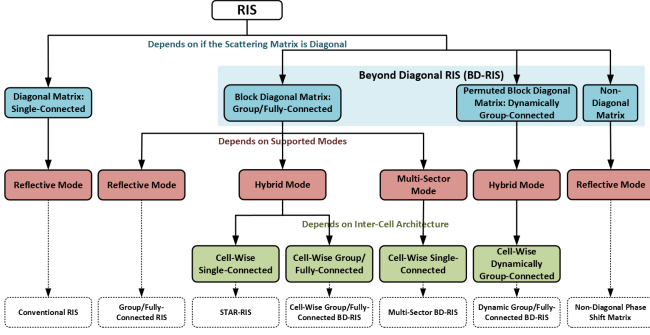 RIS
Depends on if the Scattering Matrix is Diagonal
Beyond Diagonal RIS (BD-RIS)
Diagonal Matrix:
Single-Connected
Block Diagonal Matrix:
Group/Fully-Connected
Permuted Block Diagonal
Matrix: Dynamically
Group-Connected
Non-
Diagonal
Matrix
Depends on Supported Modes
Reflective Mode
Reflective Mode
Hybrid Mode
Multi-Sector
Mode
Hybrid Mode
Reflective Mode
Depends on Inter-Cell Architecture
Cell-Wise
Single-Connected
Cell-Wise Group/
Fully-Connected
Cell-Wise Single-
Connected
Cell-Wise
Dynamically
Group-Connected
Conventional RIS
Group/Fully-
Connected RIS
STAR-RIS
Cell-Wise Group/Fully-
Connected BD-RIS
Multi-Sector BD-RIS
Dynamic Group/Fully-
Connected BD-RIS
Non-Diagonal Phase
Shift Matrix